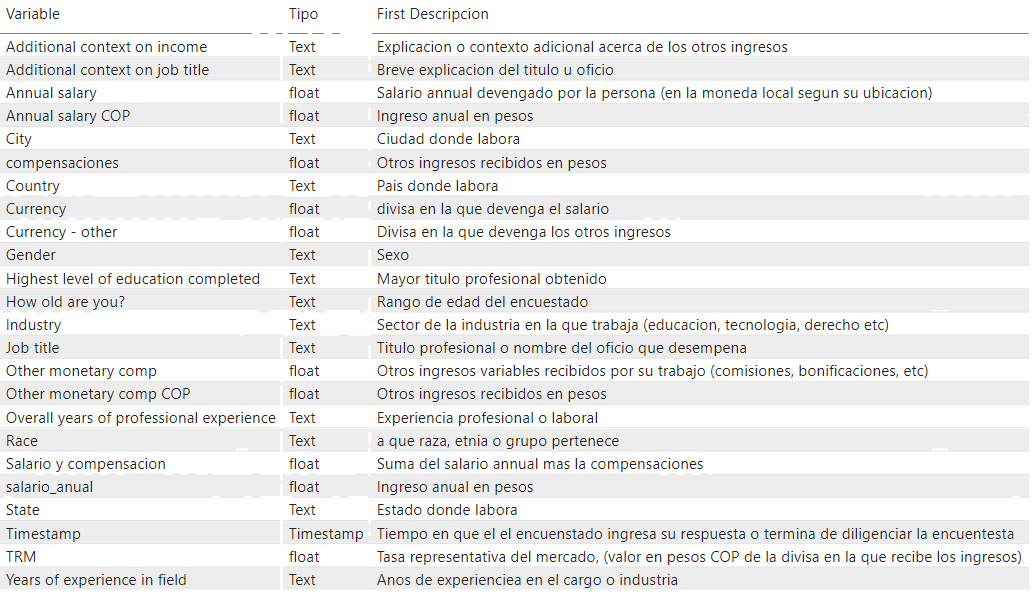 Variable Tipo First Descripcion
Additional context on income Text Explicacion o contexto adicional acerca de los otros ingresos
Additional context on job title Text Breve explicacion del titulo u oficio
Annual salary float Salario annual devengado por la persona (en la moneda local segun su ubicacion)
Annual salary COP float Ingreso anual en pesos
City Text Ciudad donde labora
compensaciones float Otros ingresos recibidos en pesos
Country Text Pais donde labora
Currency float divisa en la que devenga el salario
Currency - other float Divisa en la que devenga los otros ingresos
Gender Text Sexo
Highest level of education completed Text Mayor titulo profesional obtenido
How old are you? Text Rango de edad del encuestado
Industry Text Sector de la industria en la que trabaja (educacion, tecnologia, derecho etc)
Job title Text Titulo profesional o nombre del oficio que desempena
Other monetary comp float Otros ingresos variables recibidos por su trabajo (comisiones, bonificaciones, etc)
Other monetary comp COP float Otros ingresos recibidos en pesos
Overall years of professional experience Text Experiencia profesional o laboral
Race Text a que raza, etnia o grupo pertenece
Salario y compensacion float Suma del salario annual mas la compensaciones
salario_anual float Ingreso anual en pesos
State Text Estado donde labora
Timestamp Timestamp Tiempo en que el el encuenstado ingresa su respuesta o termina de diligenciar la encuentesta
TRM float Tasa representativa del mercado, (valor en pesos COP de la divisa en la que recibe los ingresos)
Years of experience in field Text Anos de experienciea en el cargo o industria